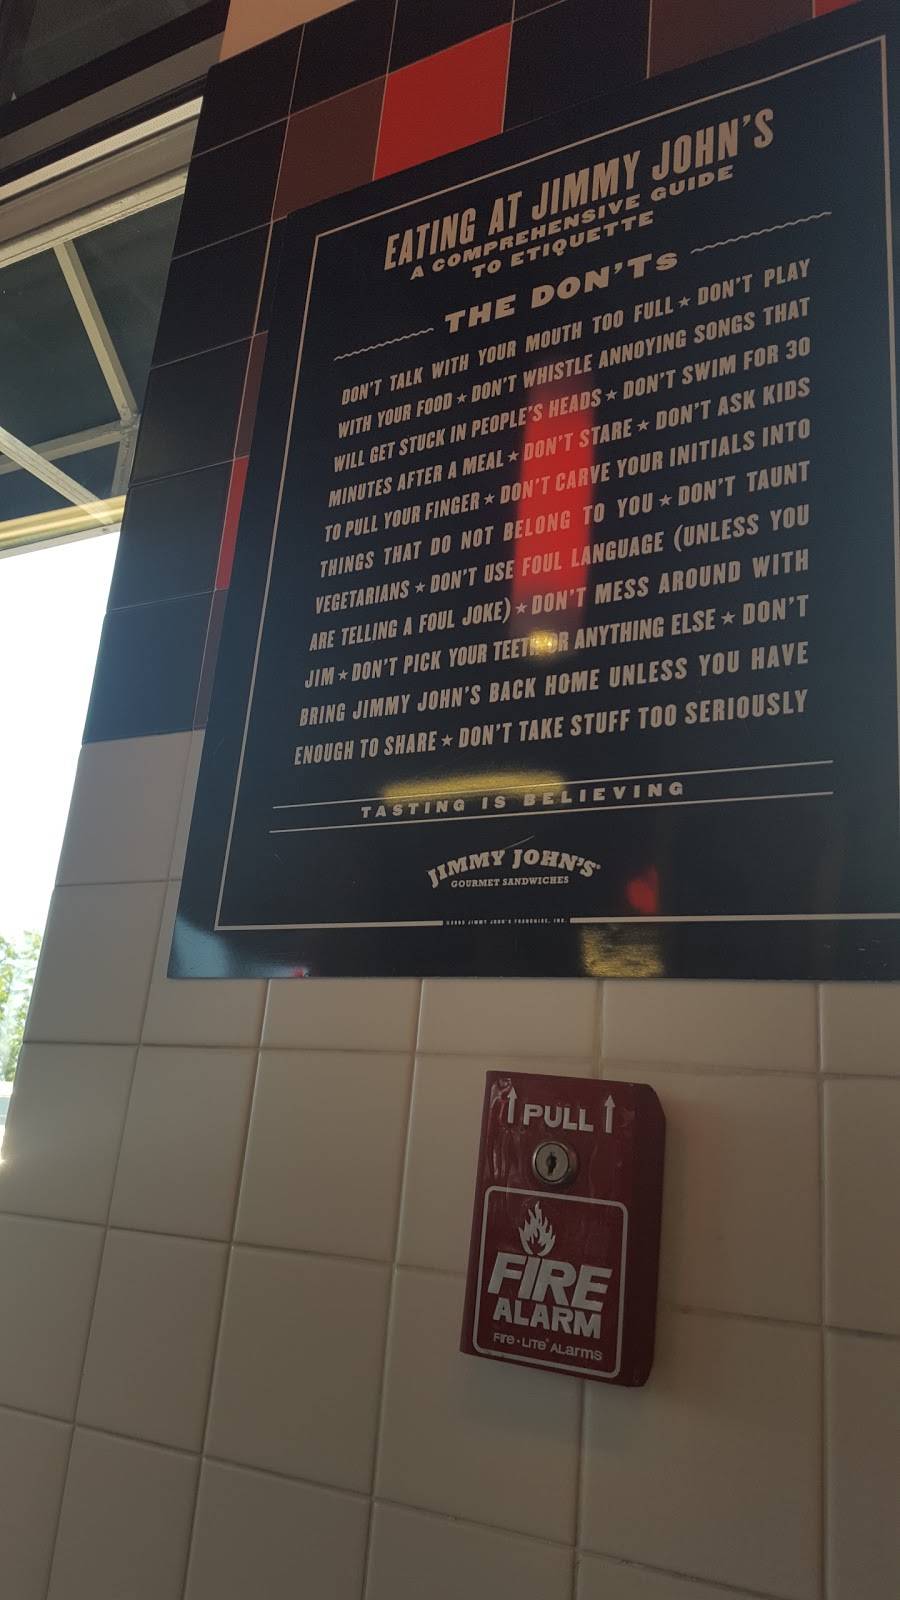 EATING AT JIMMY JOHN'S
A COMPREHENSIVE GUIDE
TO ETIQUETTE
THE DON'Ts
DON'T TALK WITH YOUR MOUTH TOO FULL ★ DON'T PLAY
WITH YOUR FOOD ★ DON'T WHISTLE ANNOYING SONGS THAT
WILL GET STUCK IN PEOPLE'S HEADS ★ DON'T SWIM FOR 30
MINUTES AFTER A MEAL ★ DON'T STARE ★ DON'T ASK KIDS
TO PULL YOUR FINGER ★ DON'T CARVE YOUR INITIALS INTO
THINGS THAT DO NOT BELONG TO YOU ★ DON'T TAUNT
VEGETARIANS ★ DON'T USE FOUL LANGUAGE (UNLESS YOU
ARE TELLING A FOUL JOKE) ★ DON'T MESS AROUND WITH
JIM ★ DON'T PICK YOUR TEETH OR ANYTHING ELSE ★ DON'T
BRING JIMMY JOHN'S BACK HOME UNLESS YOU HAVE
ENOUGH TO SHARE ★ DON'T TAKE STUFF TOO SERIOUSLY
TASTING IS BELIEVING
JIMMY JOHN'S®
GOURMET SANDWICHES
JIMMY JOHN'S FRANCHISE, INC.
↑ PULL ↑
FIRE
ALARM
Fire-LITE® ALarms